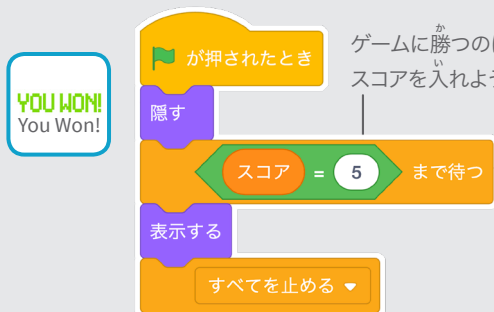 YOU WON!
You Won!
が押されたとき
隠す
スコア = 5 まで待つ
表示する
すべてを止める
ゲームに勝つのに
スコアを入れよ